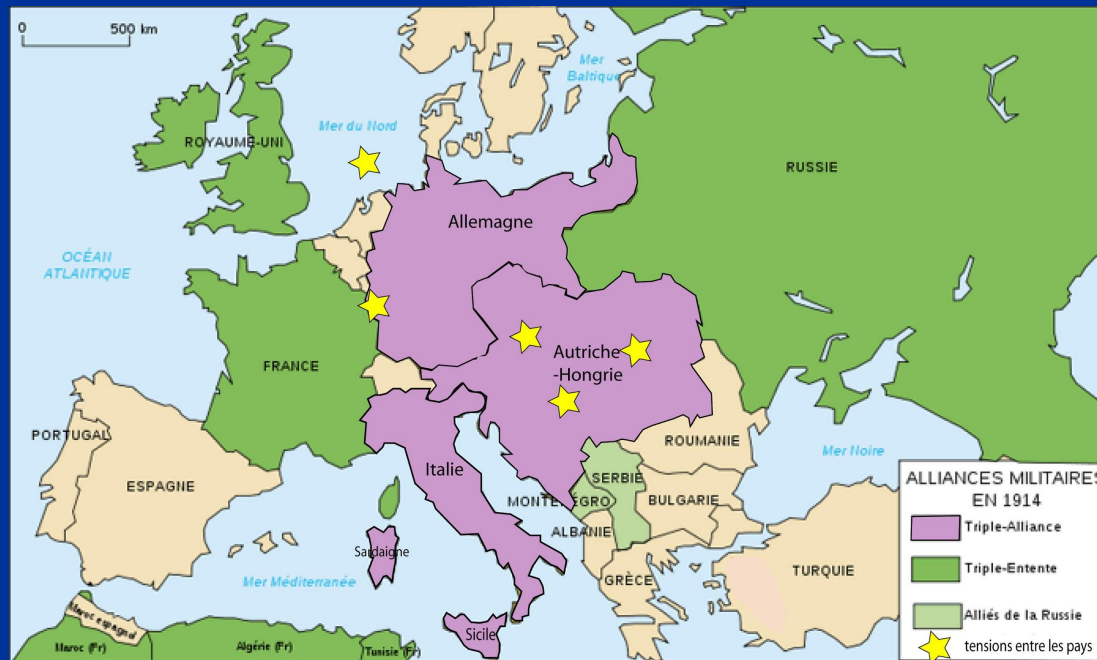 0 500 km
Mer
Baltique
Mer du Nord
ROYAUME-UNI
RUSSIE
Allemagne
OCÉAN
ATLANTIQUE
Autriche
-Hongrie
FRANCE
PORTUGAL
ROUMANIE
Mer Noire
Italie
SERBIE
ESPAGNE
MONTÉNÉGRO
BULGARIE
ALBANIE
Sardaigne
TURQUIE
Mer Méditerranée
GRÈCE
Maroc espagnol
Sicile
Maroc (Fr)
Algérie (Fr)
Tunisie (Fr)
ALLIANCES MILITAIRES
EN 1914
Triple-Alliance
Triple-Entente
Alliés de la Russie
tensions entre les pays